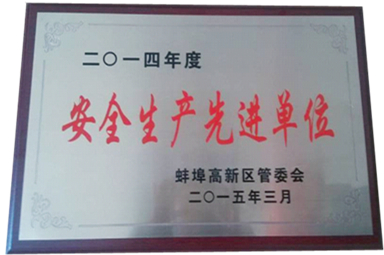 二〇一四年度
安全生产先进单位
蚌埠高新区管委会
二〇一五年三月